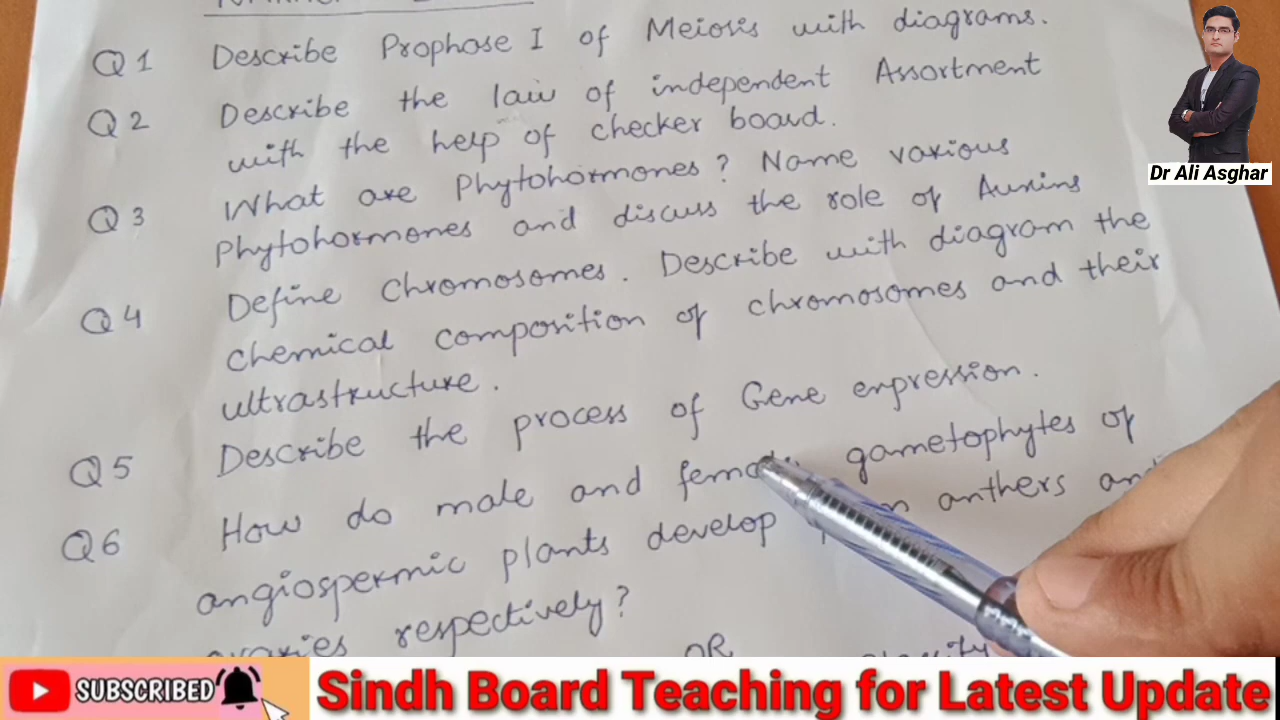 Q1 Describe Prophase I of Meiosis with diagrams.
Q2 Describe the law of independent Assortment
with the help of checker board.
Q3 What are Phytohormones? Name various
Phytohormones and discuss the role of Auxins
Q4 Define Chromosomes. Describe with diagram the
chemical composition of chromosomes and their
ultrastructure.
Q5 Describe the process of Gene expression.
Q6 How do male and female gametophytes of
angiospermic plants develop anthers and
ovaries respectively?
OR
Dr Ali Asghar
SUBSCRIBED
Sindh Board Teaching for Latest Update